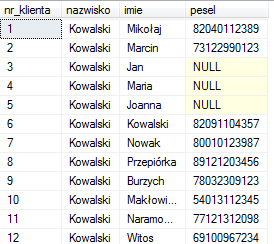 nr_klienta nazwisko imie pesel
1 Kowalski Mikołaj 82040112389
2 Kowalski Marcin 73122990123
3 Kowalski Jan NULL
4 Kowalski Maria NULL
5 Kowalski Joanna NULL
6 Kowalski Kowalski 82091104357
7 Kowalski Nowak 80010123987
8 Kowalski Przepiórka 89121203456
9 Kowalski Burzych 78032309123
10 Kowalski Makłowi... 54013112345
11 Kowalski Naramo... 77121312098
12 Kowalski Witos 69100967234